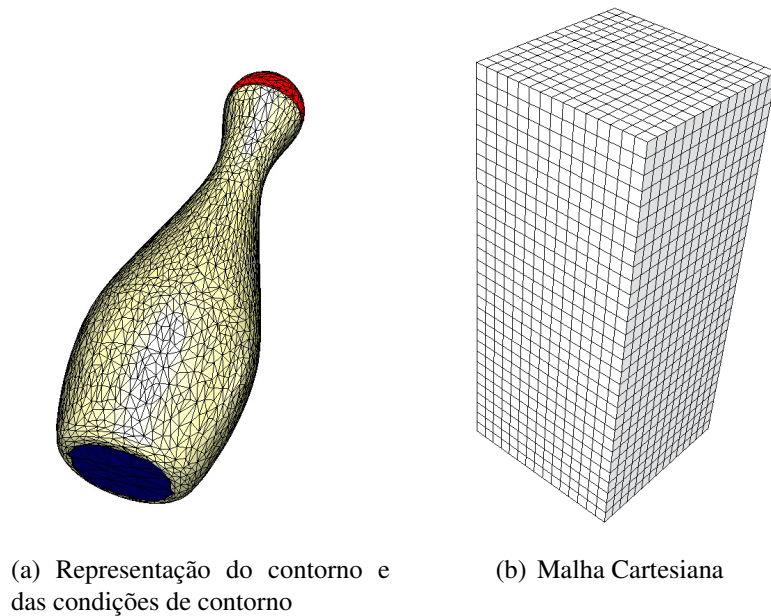 (a) Representação do contorno e
das condições de contorno
(b) Malha Cartesiana